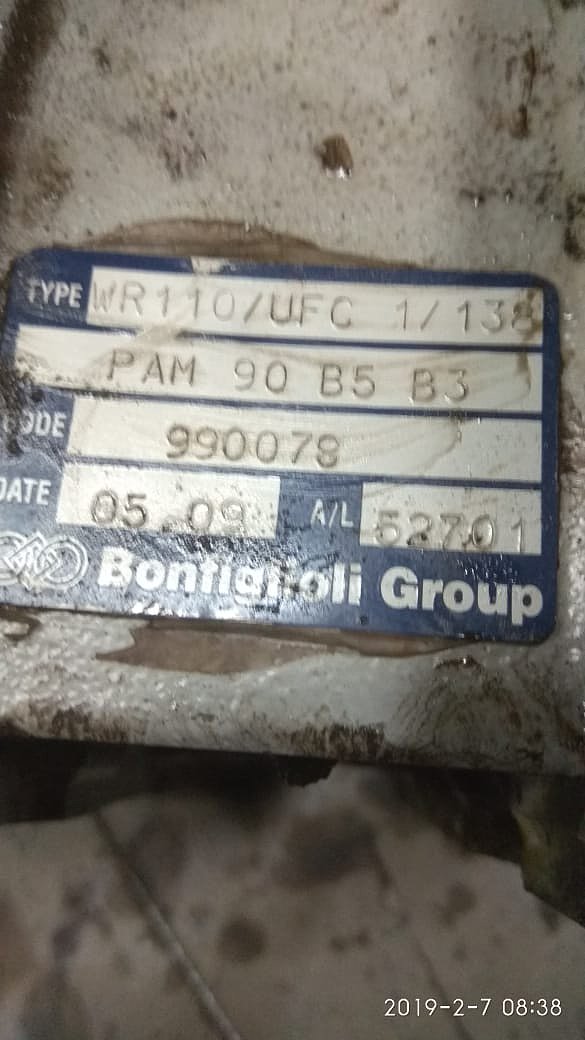 TYPE WR110/UFC 1/138
PAM 90 B5 B3
CODE 990078
DATE 05.09 A/L 52701
Bonfiglioli Group
2019-2-7 08:38